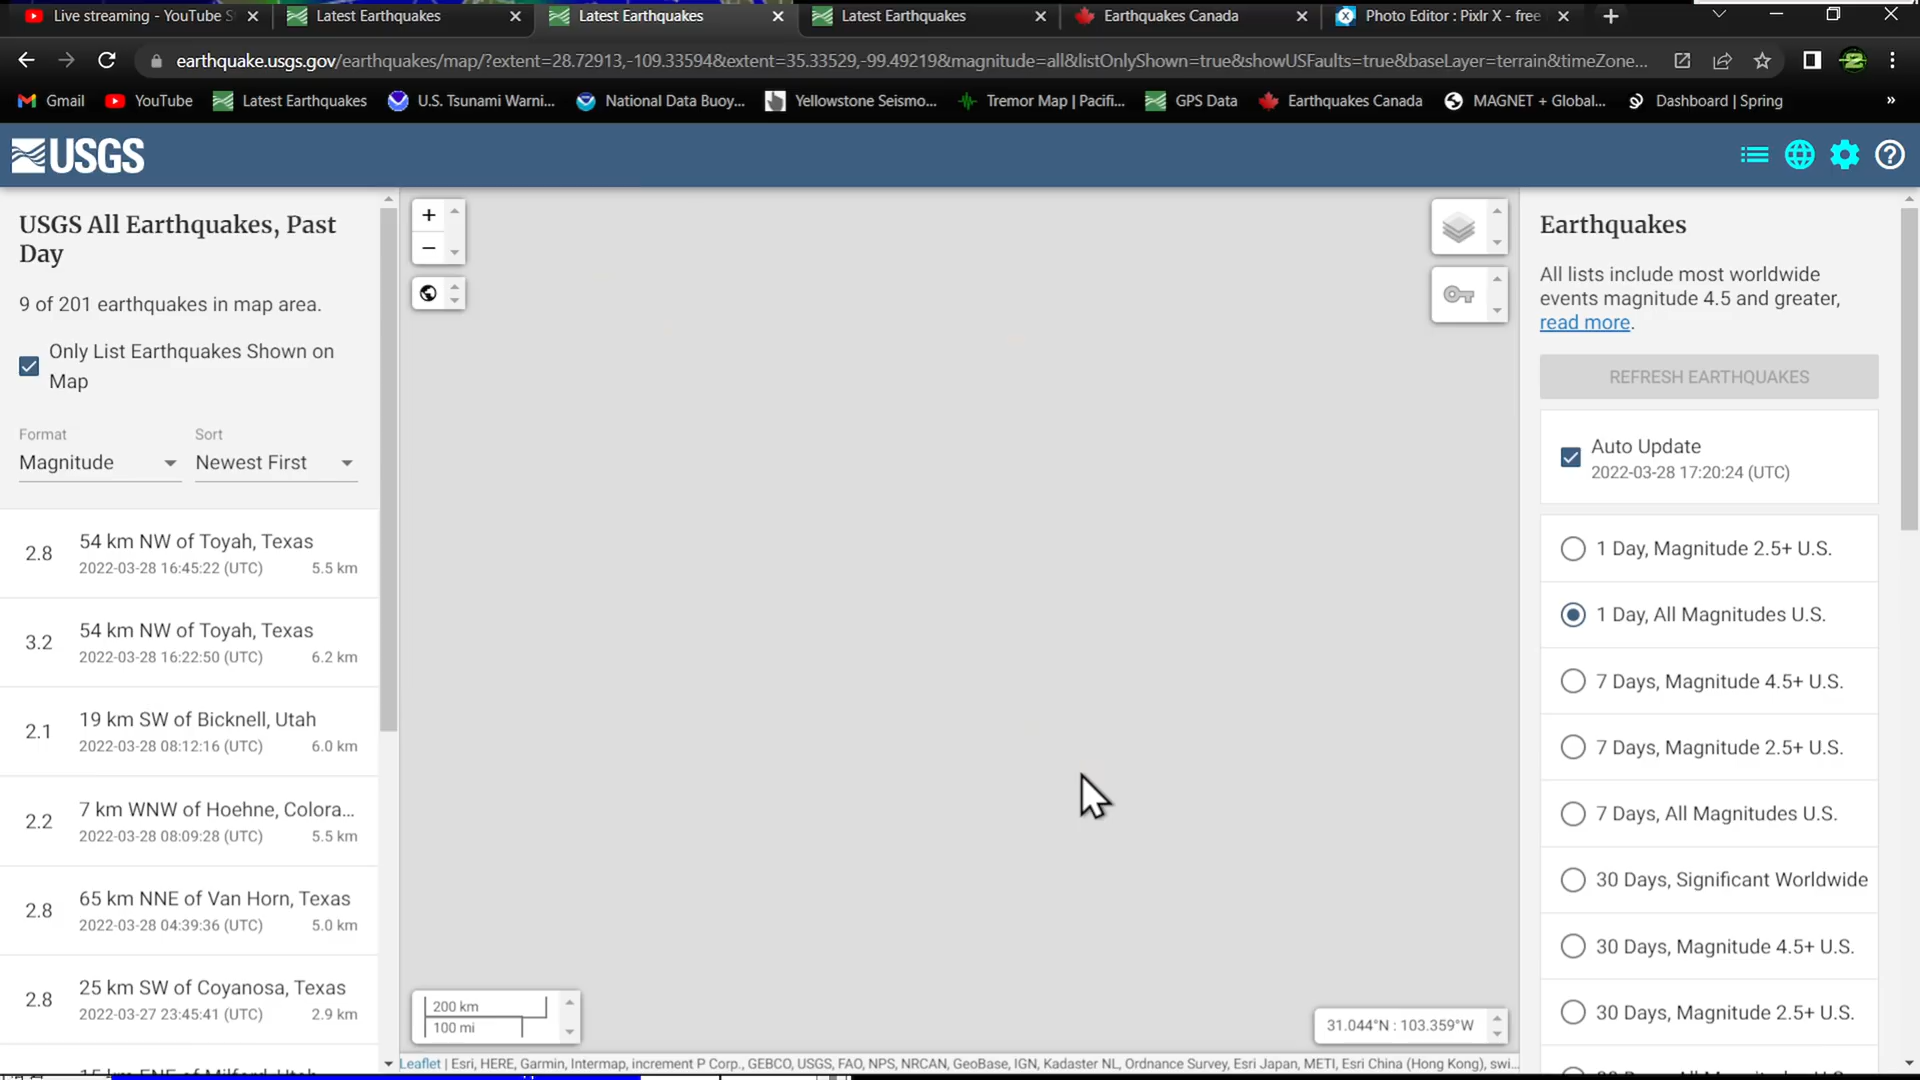 Live streaming - YouTube S
Latest Earthquakes
Latest Earthquakes
Latest Earthquakes
Earthquakes Canada
Photo Editor : Pixlr X - free
earthquake.usgs.gov/earthquakes/map/?extent=28.72913,-109.33594&extent=35.33529,-99.49219&magnitude=all&listOnlyShown=true&showUSFaults=true&baseLayer=terrain&timeZone...
Gmail
YouTube
Latest Earthquakes
U.S. Tsunami Warni...
National Data Buoy...
Yellowstone Seismo...
Tremor Map | Pacifi...
GPS Data
Earthquakes Canada
MAGNET + Global...
Dashboard | Spring
»
USGS
USGS All Earthquakes, Past
Day
9 of 201 earthquakes in map area.
Only List Earthquakes Shown on
Map
Format
Sort
Magnitude
Newest First
2.8
54 km NW of Toyah, Texas
2022-03-28 16:45:22 (UTC)
5.5 km
3.2
54 km NW of Toyah, Texas
2022-03-28 16:22:50 (UTC)
6.2 km
2.1
19 km SW of Bicknell, Utah
2022-03-28 08:12:16 (UTC)
6.0 km
2.2
7 km WNW of Hoehne, Colora...
2022-03-28 08:09:28 (UTC)
5.5 km
2.8
65 km NNE of Van Horn, Texas
2022-03-28 04:39:36 (UTC)
5.0 km
2.8
25 km SW of Coyanosa, Texas
2022-03-27 23:45:41 (UTC)
2.9 km
15 km ENE of Milford, Utah
+
−
200 km
100 mi
31.044°N : 103.359°W
Leaflet | Esri, HERE, Garmin, Intermap, increment P Corp., GEBCO, USGS, FAO, NPS, NRCAN, GeoBase, IGN, Kadaster NL, Ordnance Survey, Esri Japan, METI, Esri China (Hong Kong), swi...
Earthquakes
All lists include most worldwide
events magnitude 4.5 and greater,
read more.
REFRESH EARTHQUAKES
Auto Update
2022-03-28 17:20:24 (UTC)
1 Day, Magnitude 2.5+ U.S.
1 Day, All Magnitudes U.S.
7 Days, Magnitude 4.5+ U.S.
7 Days, Magnitude 2.5+ U.S.
7 Days, All Magnitudes U.S.
30 Days, Significant Worldwide
30 Days, Magnitude 4.5+ U.S.
30 Days, Magnitude 2.5+ U.S.